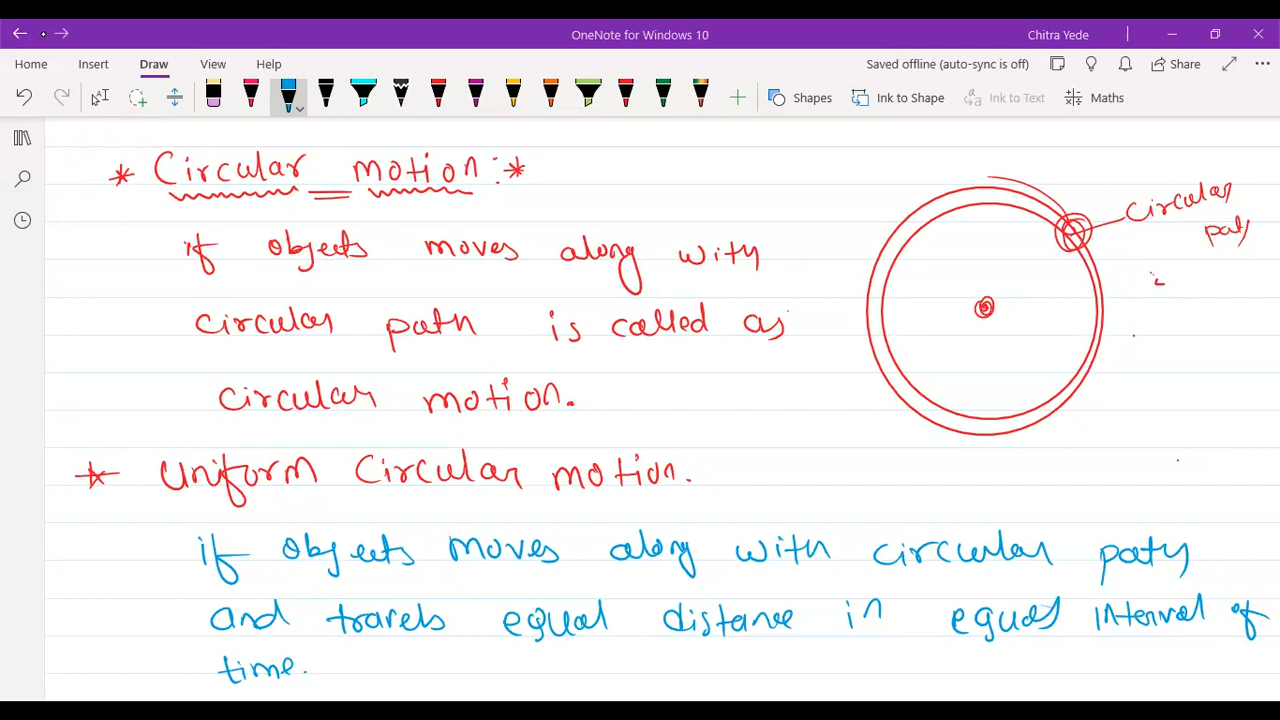 OneNote for Windows 10
Chitra Yede
Home Insert Draw View Help
Saved offline (auto-sync is off)
Share
Shapes
Ink to Shape
Ink to Text
Maths
* Circular motion : *
if objects moves along with
circular path is called as
circular motion.
circular
path
* Uniform Circular motion.
if objects moves along with circular path
and travels equal distance in equal interval of
time.